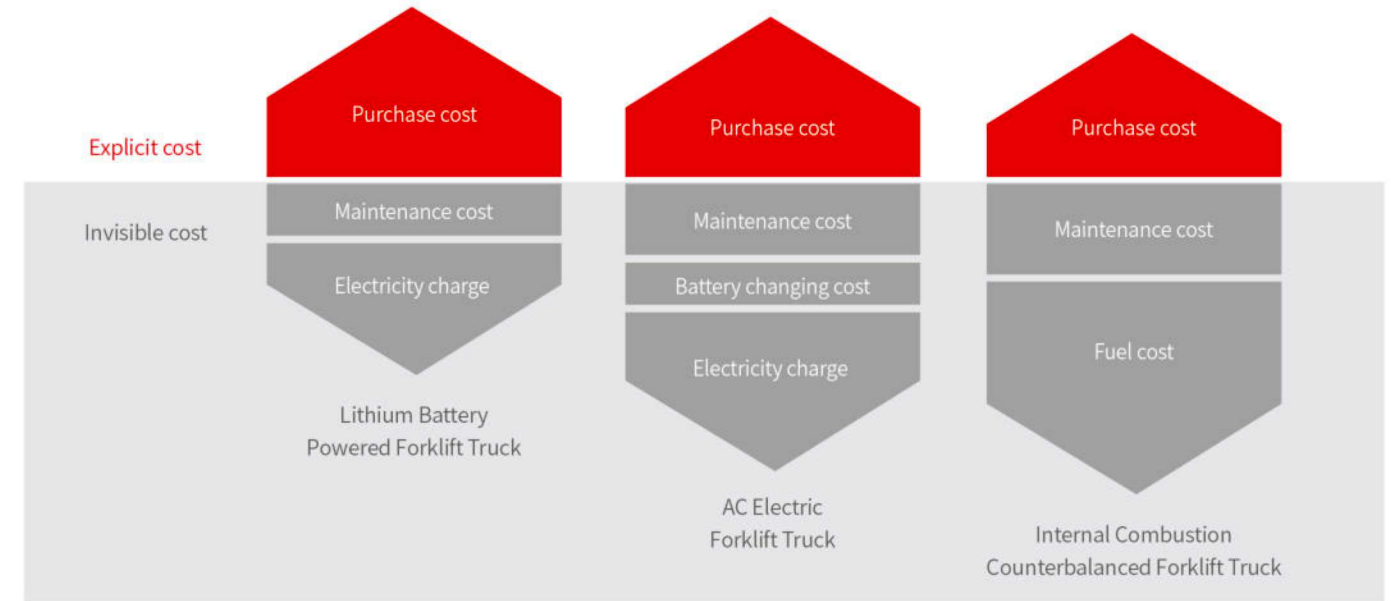 Explicit cost
Invisible cost
Purchase cost
Maintenance cost
Electricity charge
Lithium Battery
Powered Forklift Truck
Purchase cost
Maintenance cost
Battery changing cost
Electricity charge
AC Electric
Forklift Truck
Purchase cost
Maintenance cost
Fuel cost
Internal Combustion
Counterbalanced Forklift Truck